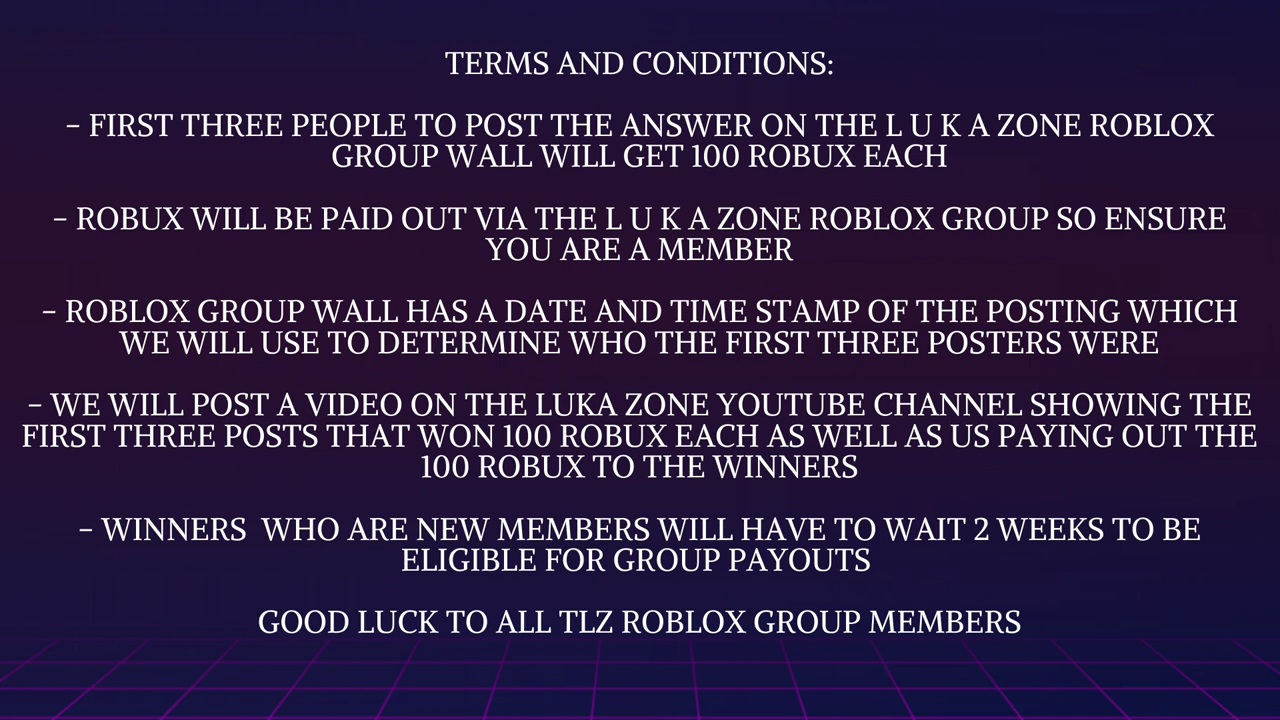 TERMS AND CONDITIONS:
– FIRST THREE PEOPLE TO POST THE ANSWER ON THE L U K A ZONE ROBLOX
GROUP WALL WILL GET 100 ROBUX EACH
– ROBUX WILL BE PAID OUT VIA THE L U K A ZONE ROBLOX GROUP SO ENSURE
YOU ARE A MEMBER
– ROBLOX GROUP WALL HAS A DATE AND TIME STAMP OF THE POSTING WHICH
WE WILL USE TO DETERMINE WHO THE FIRST THREE POSTERS WERE
– WE WILL POST A VIDEO ON THE LUKA ZONE YOUTUBE CHANNEL SHOWING THE
FIRST THREE POSTS THAT WON 100 ROBUX EACH AS WELL AS US PAYING OUT THE
100 ROBUX TO THE WINNERS
– WINNERS  WHO ARE NEW MEMBERS WILL HAVE TO WAIT 2 WEEKS TO BE
ELIGIBLE FOR GROUP PAYOUTS
GOOD LUCK TO ALL TLZ ROBLOX GROUP MEMBERS